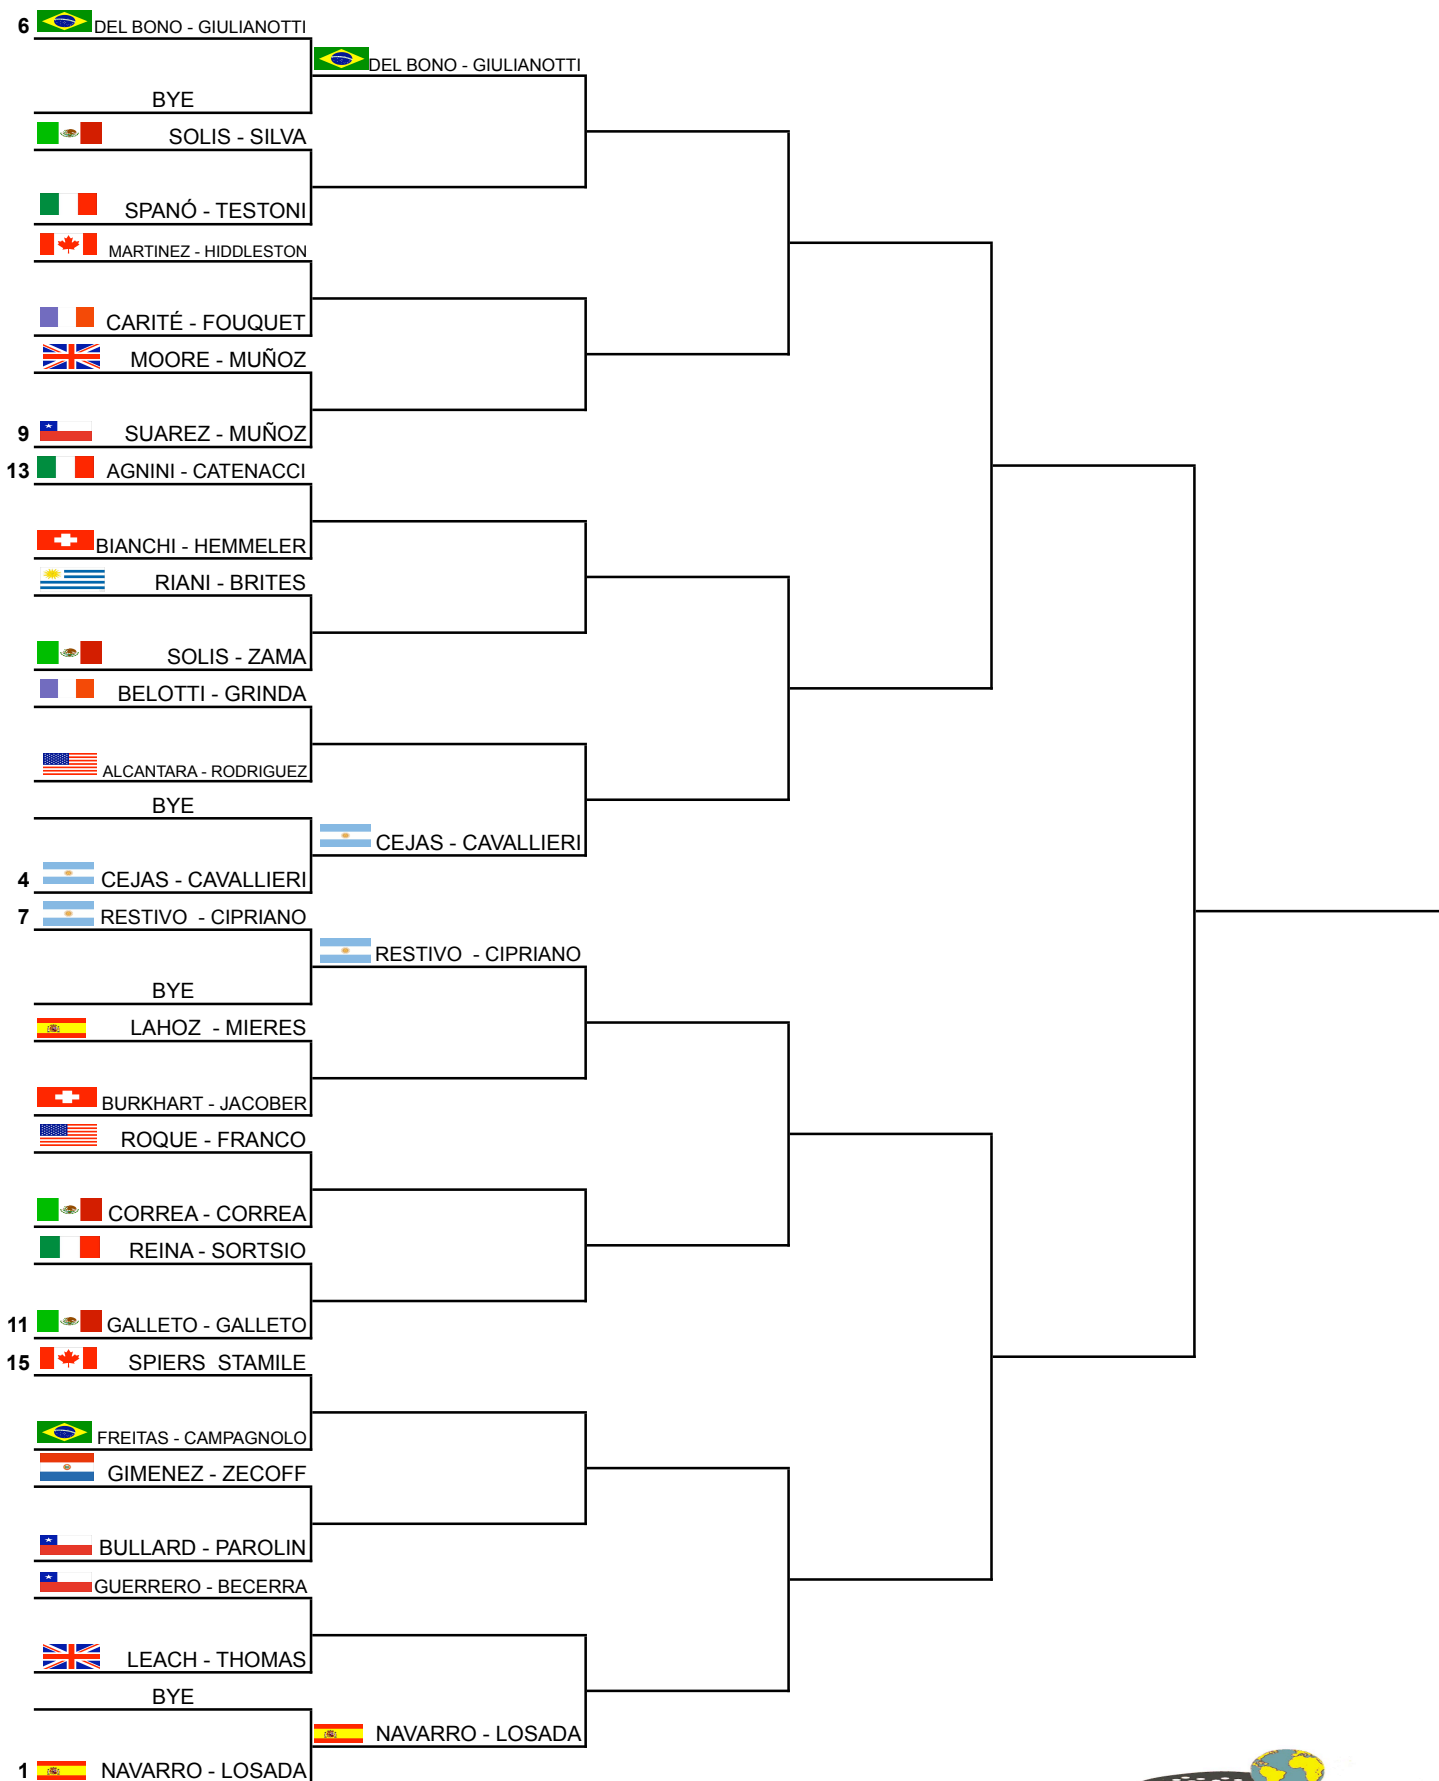 6 DEL BONO - GIULIANOTTI
DEL BONO - GIULIANOTTI
BYE
SOLIS - SILVA
SPANÓ - TESTONI
MARTINEZ - HIDDLESTON
CARITÉ - FOUQUET
MOORE - MUÑOZ
9 SUAREZ - MUÑOZ
13 AGNINI - CATENACCI
BIANCHI - HEMMELER
RIANI - BRITES
SOLIS - ZAMA
BELOTTI - GRINDA
ALCANTARA - RODRIGUEZ
BYE
CEJAS - CAVALLIERI
4 CEJAS - CAVALLIERI
7 RESTIVO - CIPRIANO
RESTIVO - CIPRIANO
BYE
LAHOZ - MIERES
BURKHART - JACOBER
ROQUE - FRANCO
CORREA - CORREA
REINA - SORTSIO
11 GALLETO - GALLETO
15 SPIERS STAMILE
FREITAS - CAMPAGNOLO
GIMENEZ - ZECOFF
BULLARD - PAROLIN
GUERRERO - BECERRA
LEACH - THOMAS
BYE
NAVARRO - LOSADA
1 NAVARRO - LOSADA